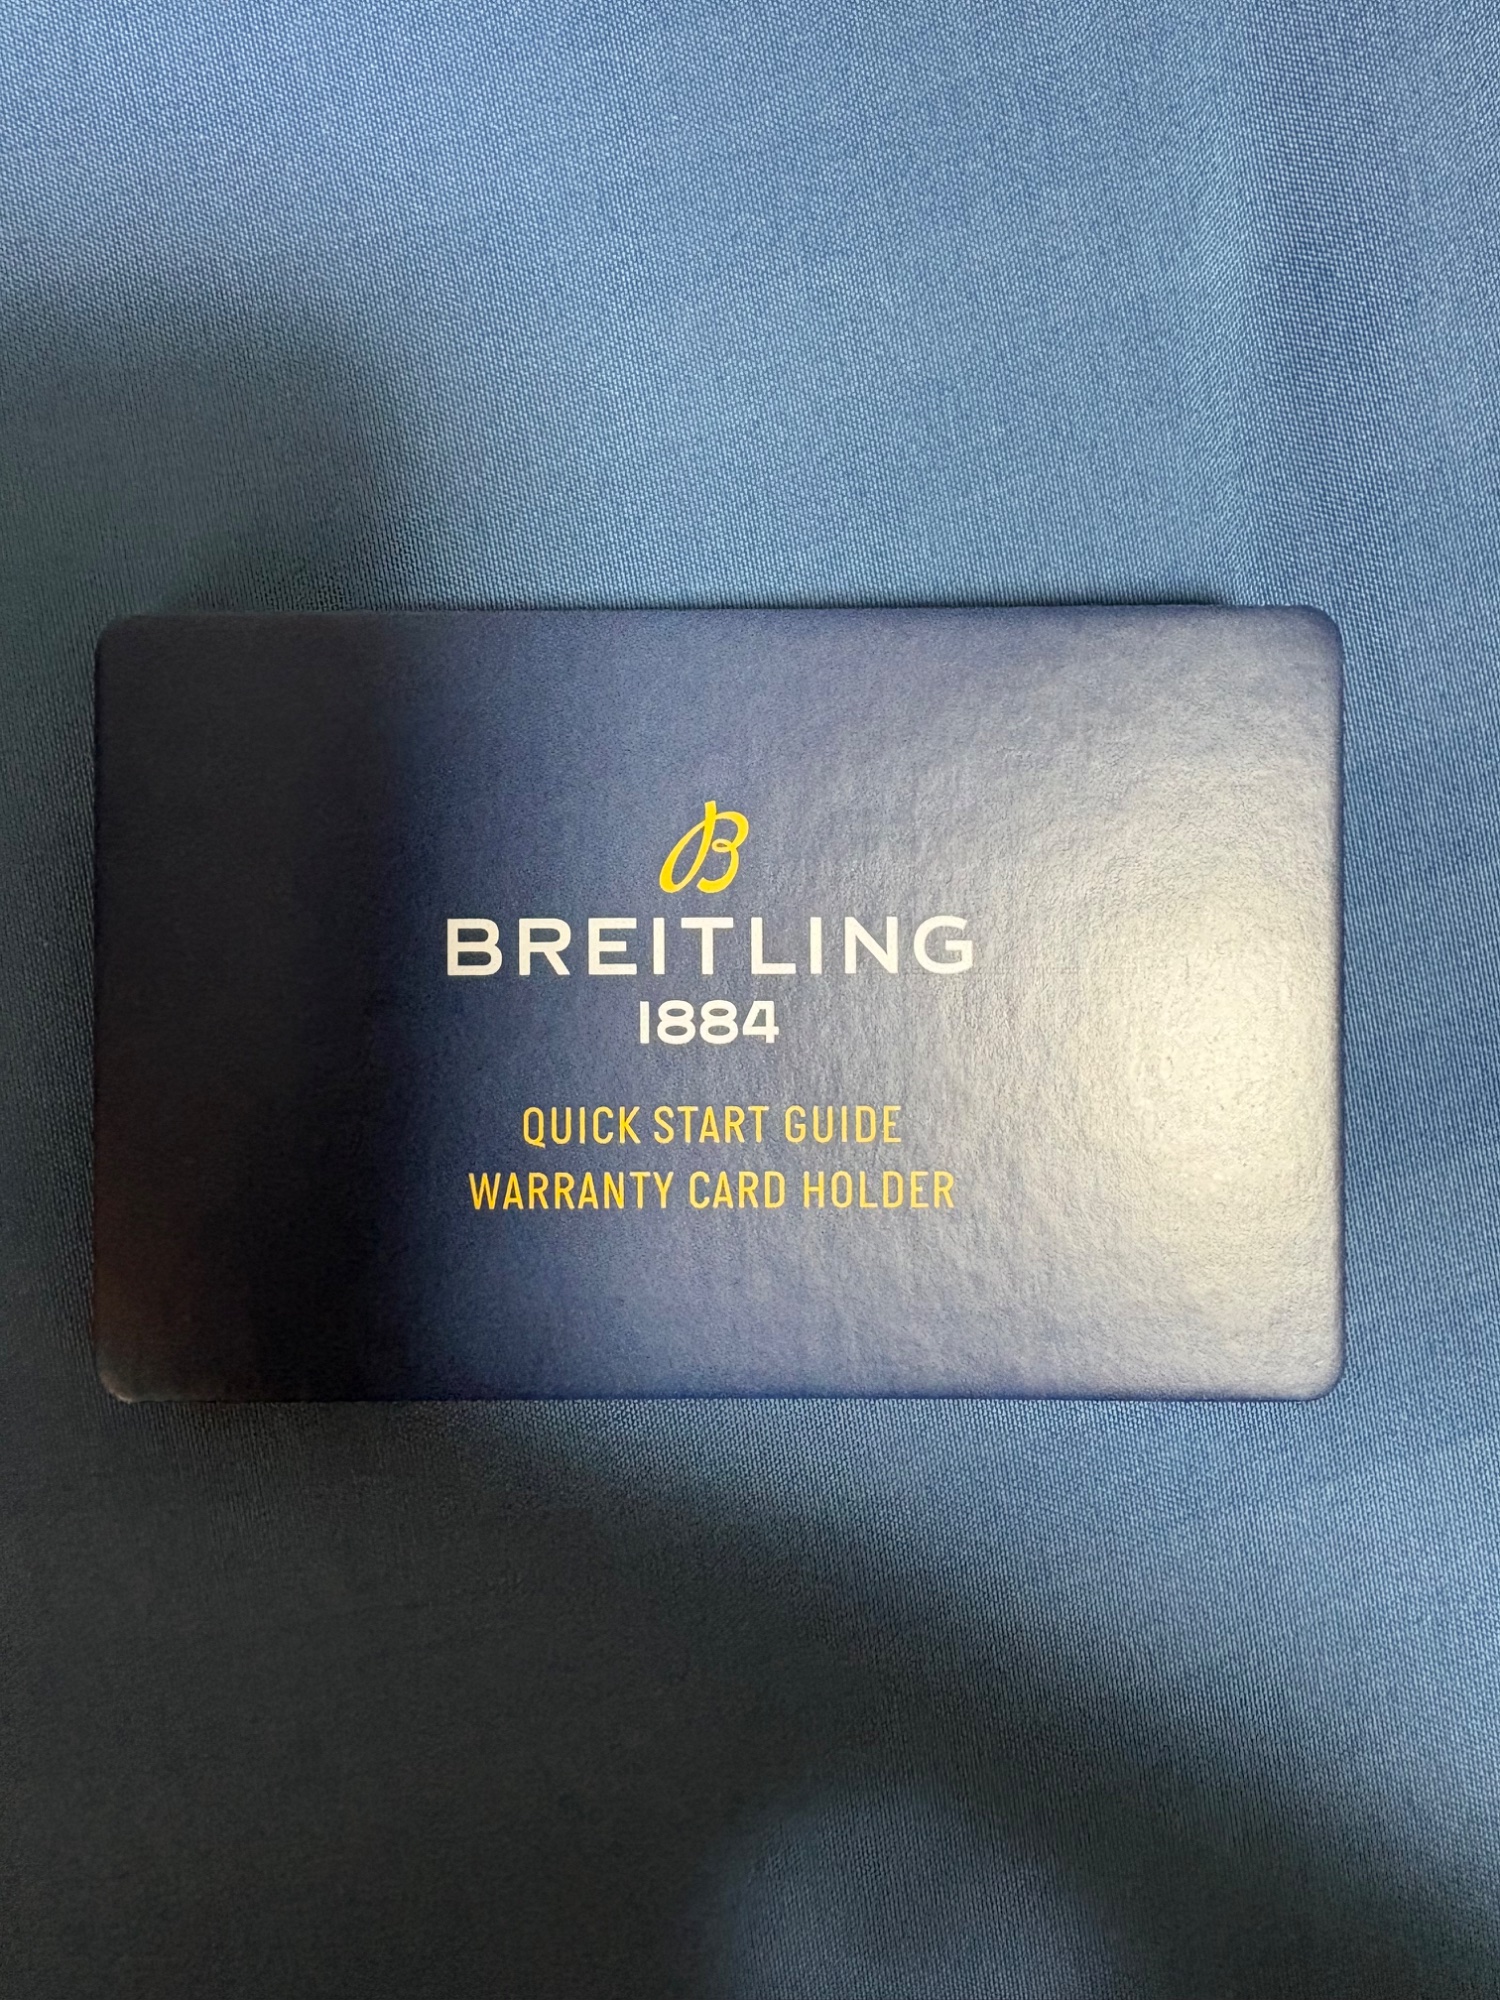 B
BREITLING
1884
QUICK START GUIDE
WARRANTY CARD HOLDER